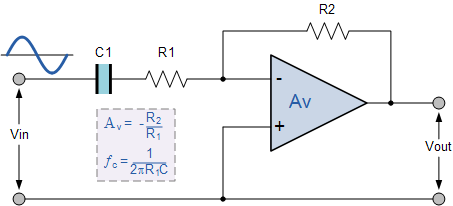 R2
C1
R1
-
Av
+
Av = - R2/R1
fc = 1/2πR1C
Vin
Vout